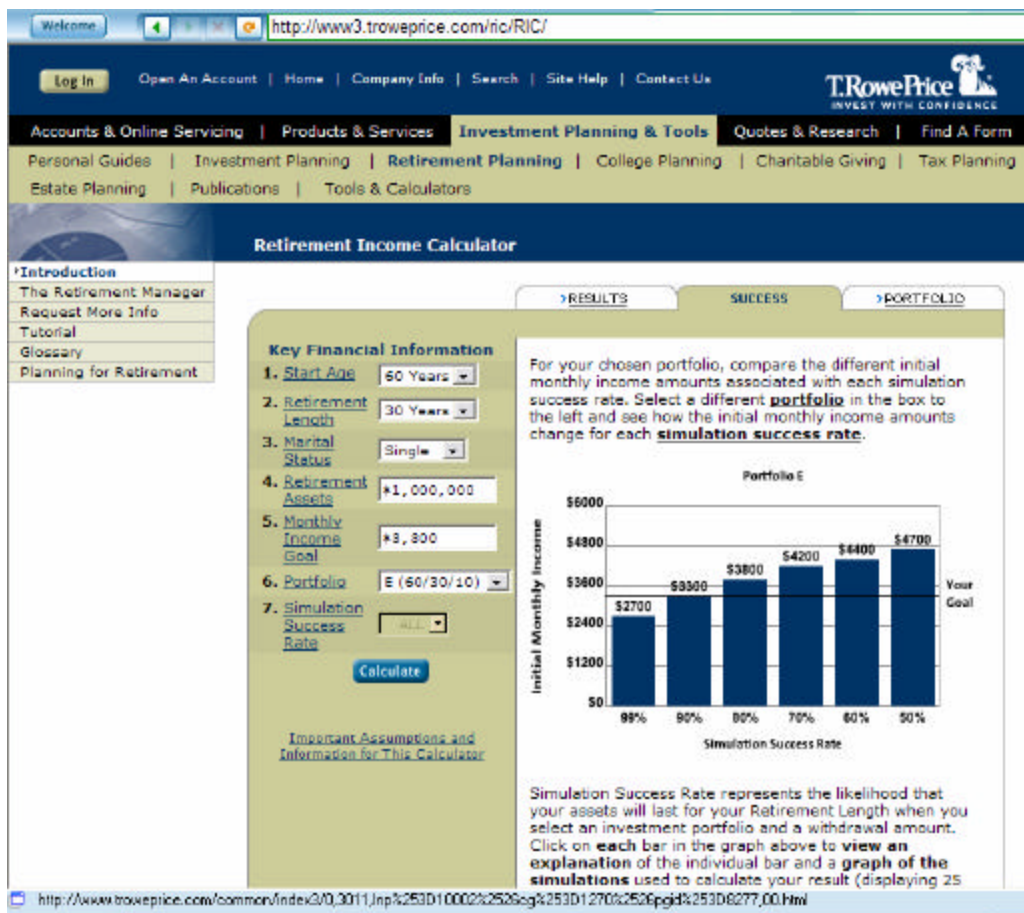 Welcome
http://www3.troweprice.com/ric/RIC/
Log In Open An Account | Home | Company Info | Search | Site Help | Contact Us
T.RowePrice
INVEST WITH CONFIDENCE
Accounts & Online Servicing | Products & Services Investment Planning & Tools Quotes & Research | Find A Form
Personal Guides | Investment Planning | Retirement Planning | College Planning | Charitable Giving | Tax Planning
Estate Planning | Publications | Tools & Calculators
Retirement Income Calculator
Introduction
The Retirement Manager
Request More Info
Tutorial
Glossary
Planning for Retirement
RESULTS SUCCESS PORTFOLIO
Key Financial Information
1. Start Age 60 Years
2. Retirement Length 30 Years
3. Marital Status Single
4. Retirement Assets *1,000,000
5. Monthly Income Goal *3,300
6. Portfolio E (60/30/10)
7. Simulation Success Rate ALL
Calculate
Important Assumptions and
Information for This Calculator
For your chosen portfolio, compare the different initial
monthly income amounts associated with each simulation
success rate. Select a different portfolio in the box to
the left and see how the initial monthly income amounts
change for each simulation success rate.
Portfolio E
Initial Monthly Income
$6000
$4800
$3600
$2400
$1200
$0
$2700 $3300 $3800 $4200 $4400 $4700
Your
Goal
99% 90% 80% 70% 60% 50%
Simulation Success Rate
Simulation Success Rate represents the likelihood that
your assets will last for your Retirement Length when you
select an investment portfolio and a withdrawal amount.
Click on each bar in the graph above to view an
explanation of the individual bar and a graph of the
simulations used to calculate your result (displaying 25